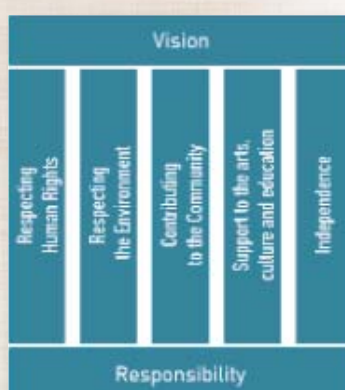 Vision
Respecting
Human Rights
Respecting
the Environment
Contributing
to the Community
Support to the arts,
culture and education
Independence
Responsibility